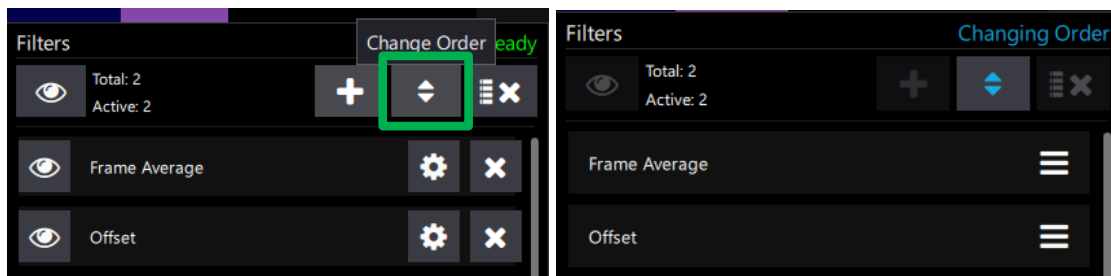 Filters
Change Order
eady
Total: 2
Active: 2
Frame Average
Offset
Filters
Changing Order
Total: 2
Active: 2
Frame Average
Offset